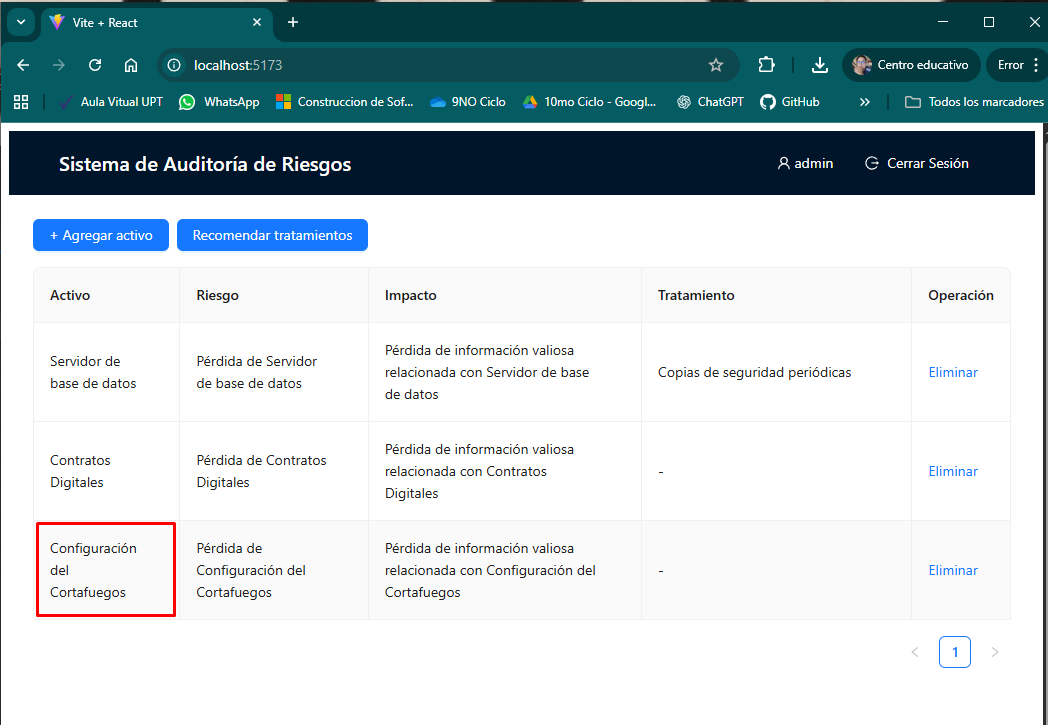 Vite + React
localhost:5173
Centro educativo
Error
Aula Vitual UPT
WhatsApp
Construccion de Sof...
9NO Ciclo
10mo Ciclo - Googl...
ChatGPT
GitHub
»
Todos los marcadores
Sistema de Auditoría de Riesgos
admin
Cerrar Sesión
+ Agregar activo
Recomendar tratamientos
Activo
Riesgo
Impacto
Tratamiento
Operación
Servidor de
base de datos
Pérdida de Servidor
de base de datos
Pérdida de información valiosa
relacionada con Servidor de base
de datos
Copias de seguridad periódicas
Eliminar
Contratos
Digitales
Pérdida de Contratos
Digitales
Pérdida de información valiosa
relacionada con Contratos
Digitales
-
Eliminar
Configuración
del
Cortafuegos
Pérdida de
Configuración del
Cortafuegos
Pérdida de información valiosa
relacionada con Configuración del
Cortafuegos
-
Eliminar
< 1 >